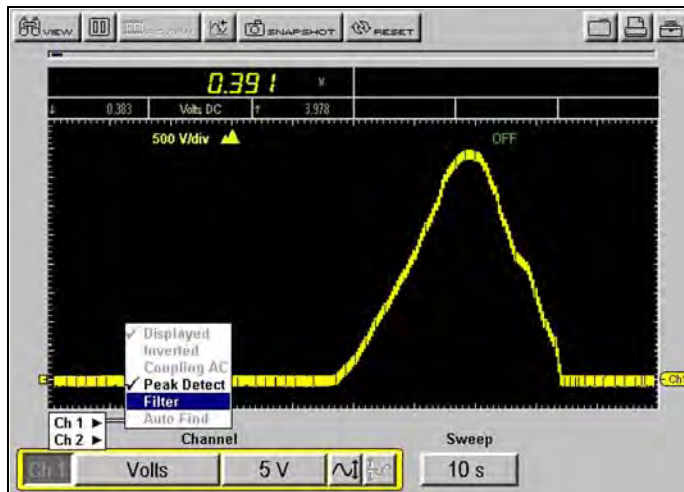 VIEW SNAPSHOT RESET
0.391 V
↓ 0.383 Volts DC ↑ 3.978
500 V/div OFF
✓ Displayed
Inverted
Coupling AC
✓ Peak Detect
Filter
Auto Find
Ch1
Ch 1 ▶
Ch 2 ▶
Channel Sweep
Ch 1 Volts 5 V 10 s